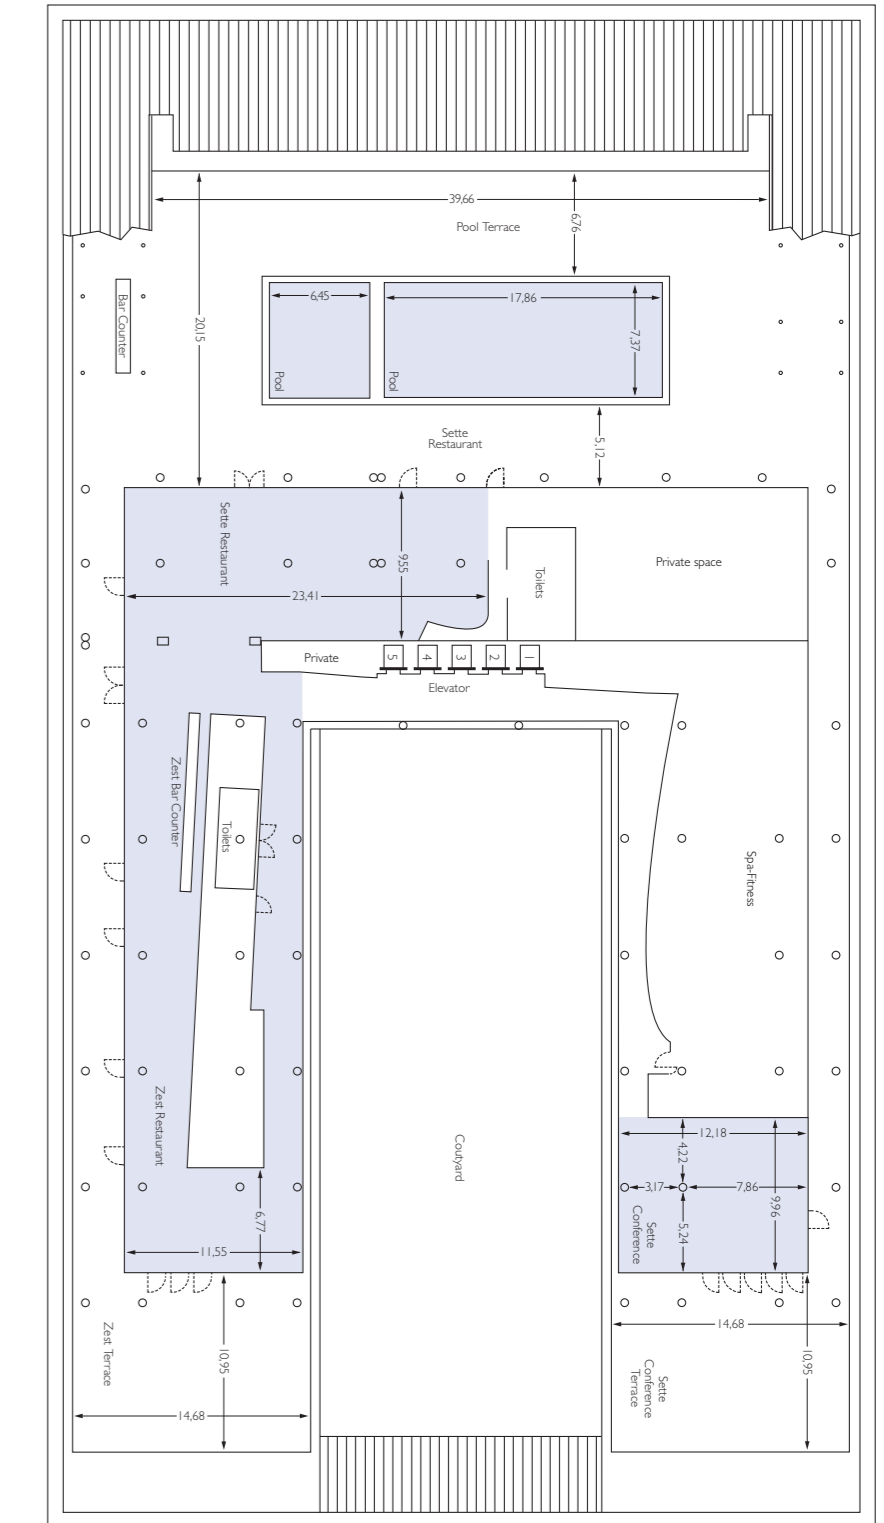 39,66
6,76
Pool Terrace
20,15
Bar Counter
6,45
17,86
7,37
Pool
Pool
Sette
Restaurant
5,12
Sette Restaurant
9,55
Toilets
Private space
23,41
Private
5
4
3
2
1
Elevator
Zest Bar Counter
Toilets
Spa-Fitness
Zest Restaurant
Coutyard
12,18
4,22
3,17
7,86
9,96
5,24
Sette
Conference
6,77
11,55
14,68
10,95
10,95
Zest Terrace
Sette
Conference
Terrace
14,68